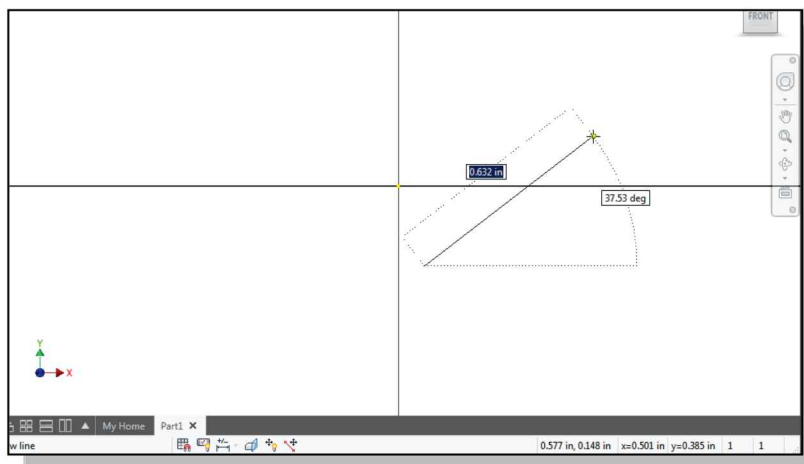 FRONT
0.632 in
37.53 deg
Y
X
My Home
Part1
w line
0.577 in, 0.148 in x=0.501 in y=0.385 in 1 1